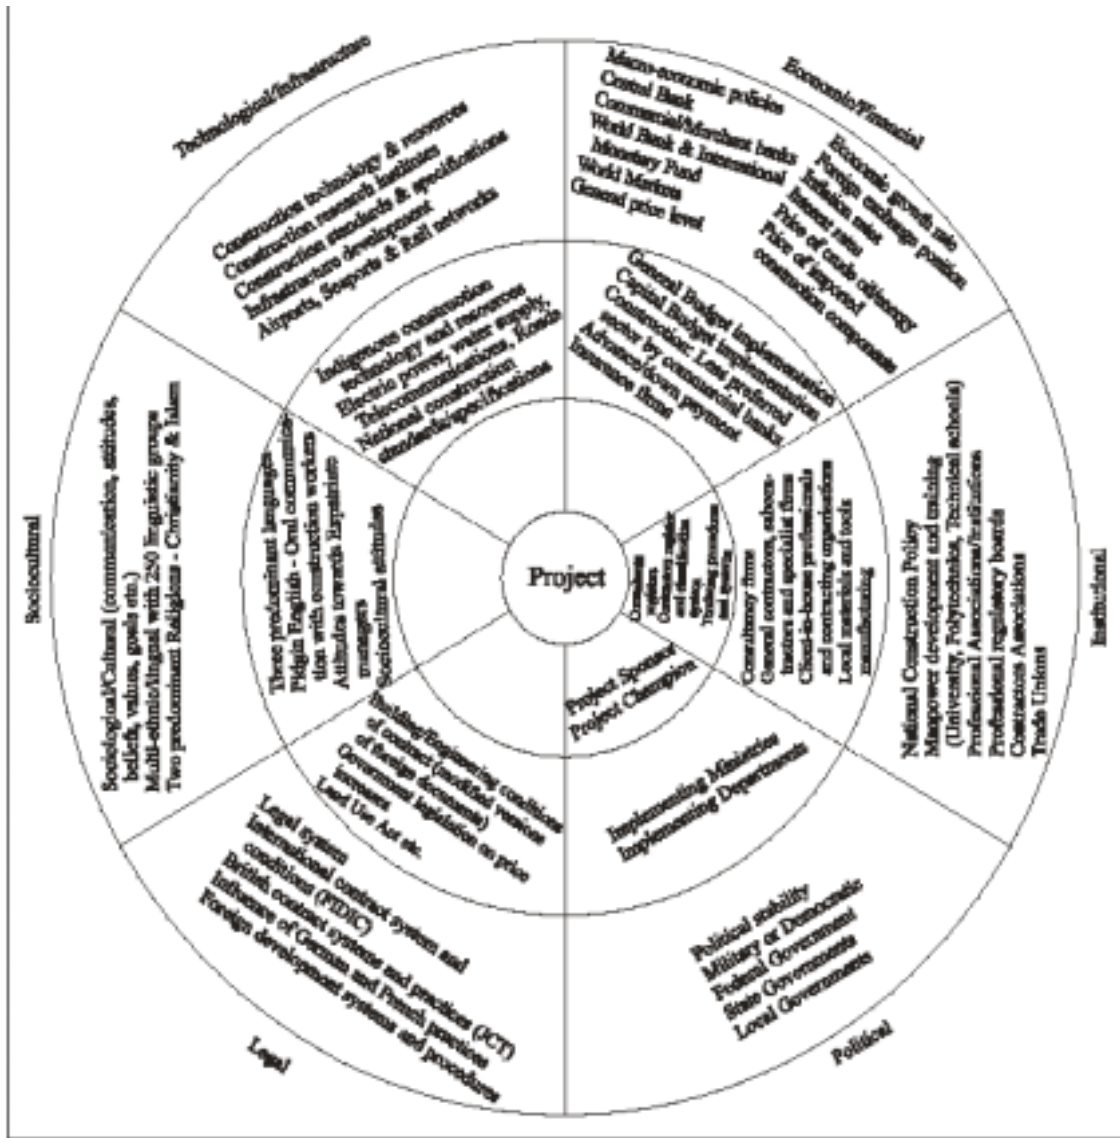 Technological/Infrastructure
Construction technology & resources
Construction research institutes
Construction standards & specifications
Infrastructure development
Airports, Seaports & Rail networks
Indigenous construction
technology and resources
Electric power, water supply,
Telecommunications, Roads
National construction
standards/specifications
Economic/Financial
Macro-economic policies
Central Bank
Commercial/Merchant banks
World Bank & International
Monetary Fund
World Markets
General price level
Economic growth rate
Foreign exchange position
Inflation rates
Interest rates
Price of crude oil/energy
Price of imported
construction components
General Budget implementation
Capital Budget implementation
Construction: Less preferred
sector by commercial banks
Advance/down payment
Insurance firms
Institutional
National Construction Policy
Manpower development and training
(University, Polytechnics, Technical schools)
Professional Associations/institutions
Professional regulatory boards
Contractors Associations
Trade Unions
Consultancy firms
General contractors, subcon-
tractors and specialist firms
Client-in-house professionals
and contracting organisations
Local materials and tools
manufacturing
Consultants
and
system
Tendering procedures
Project
Political
Project Sponsor
Project Champion
Implementing Ministries
Implementing Departments
Political stability
Military or Democratic
Federal Government
State Governments
Local Governments
Legal
Building/Engineering conditions
of contract (modified versions
of foreign documents)
Government legislation on price
increases
Land Use Act etc.
Legal system
International contract system and
conditions (FIDIC)
British contract systems and practices (JCT)
Influence of German and French practices
Foreign development systems and procedures
Sociocultural
Sociological/Cultural (communication, attitudes,
beliefs, values, goals etc.)
Multi-ethno/lingual with 250 linguistic groups
Two predominant Religions - Christianity & Islam
Three predominant languages
Pidgin English - Oral communica-
tion with construction workers
Attitudes towards Expatriate
managers
Sociocultural attitudes